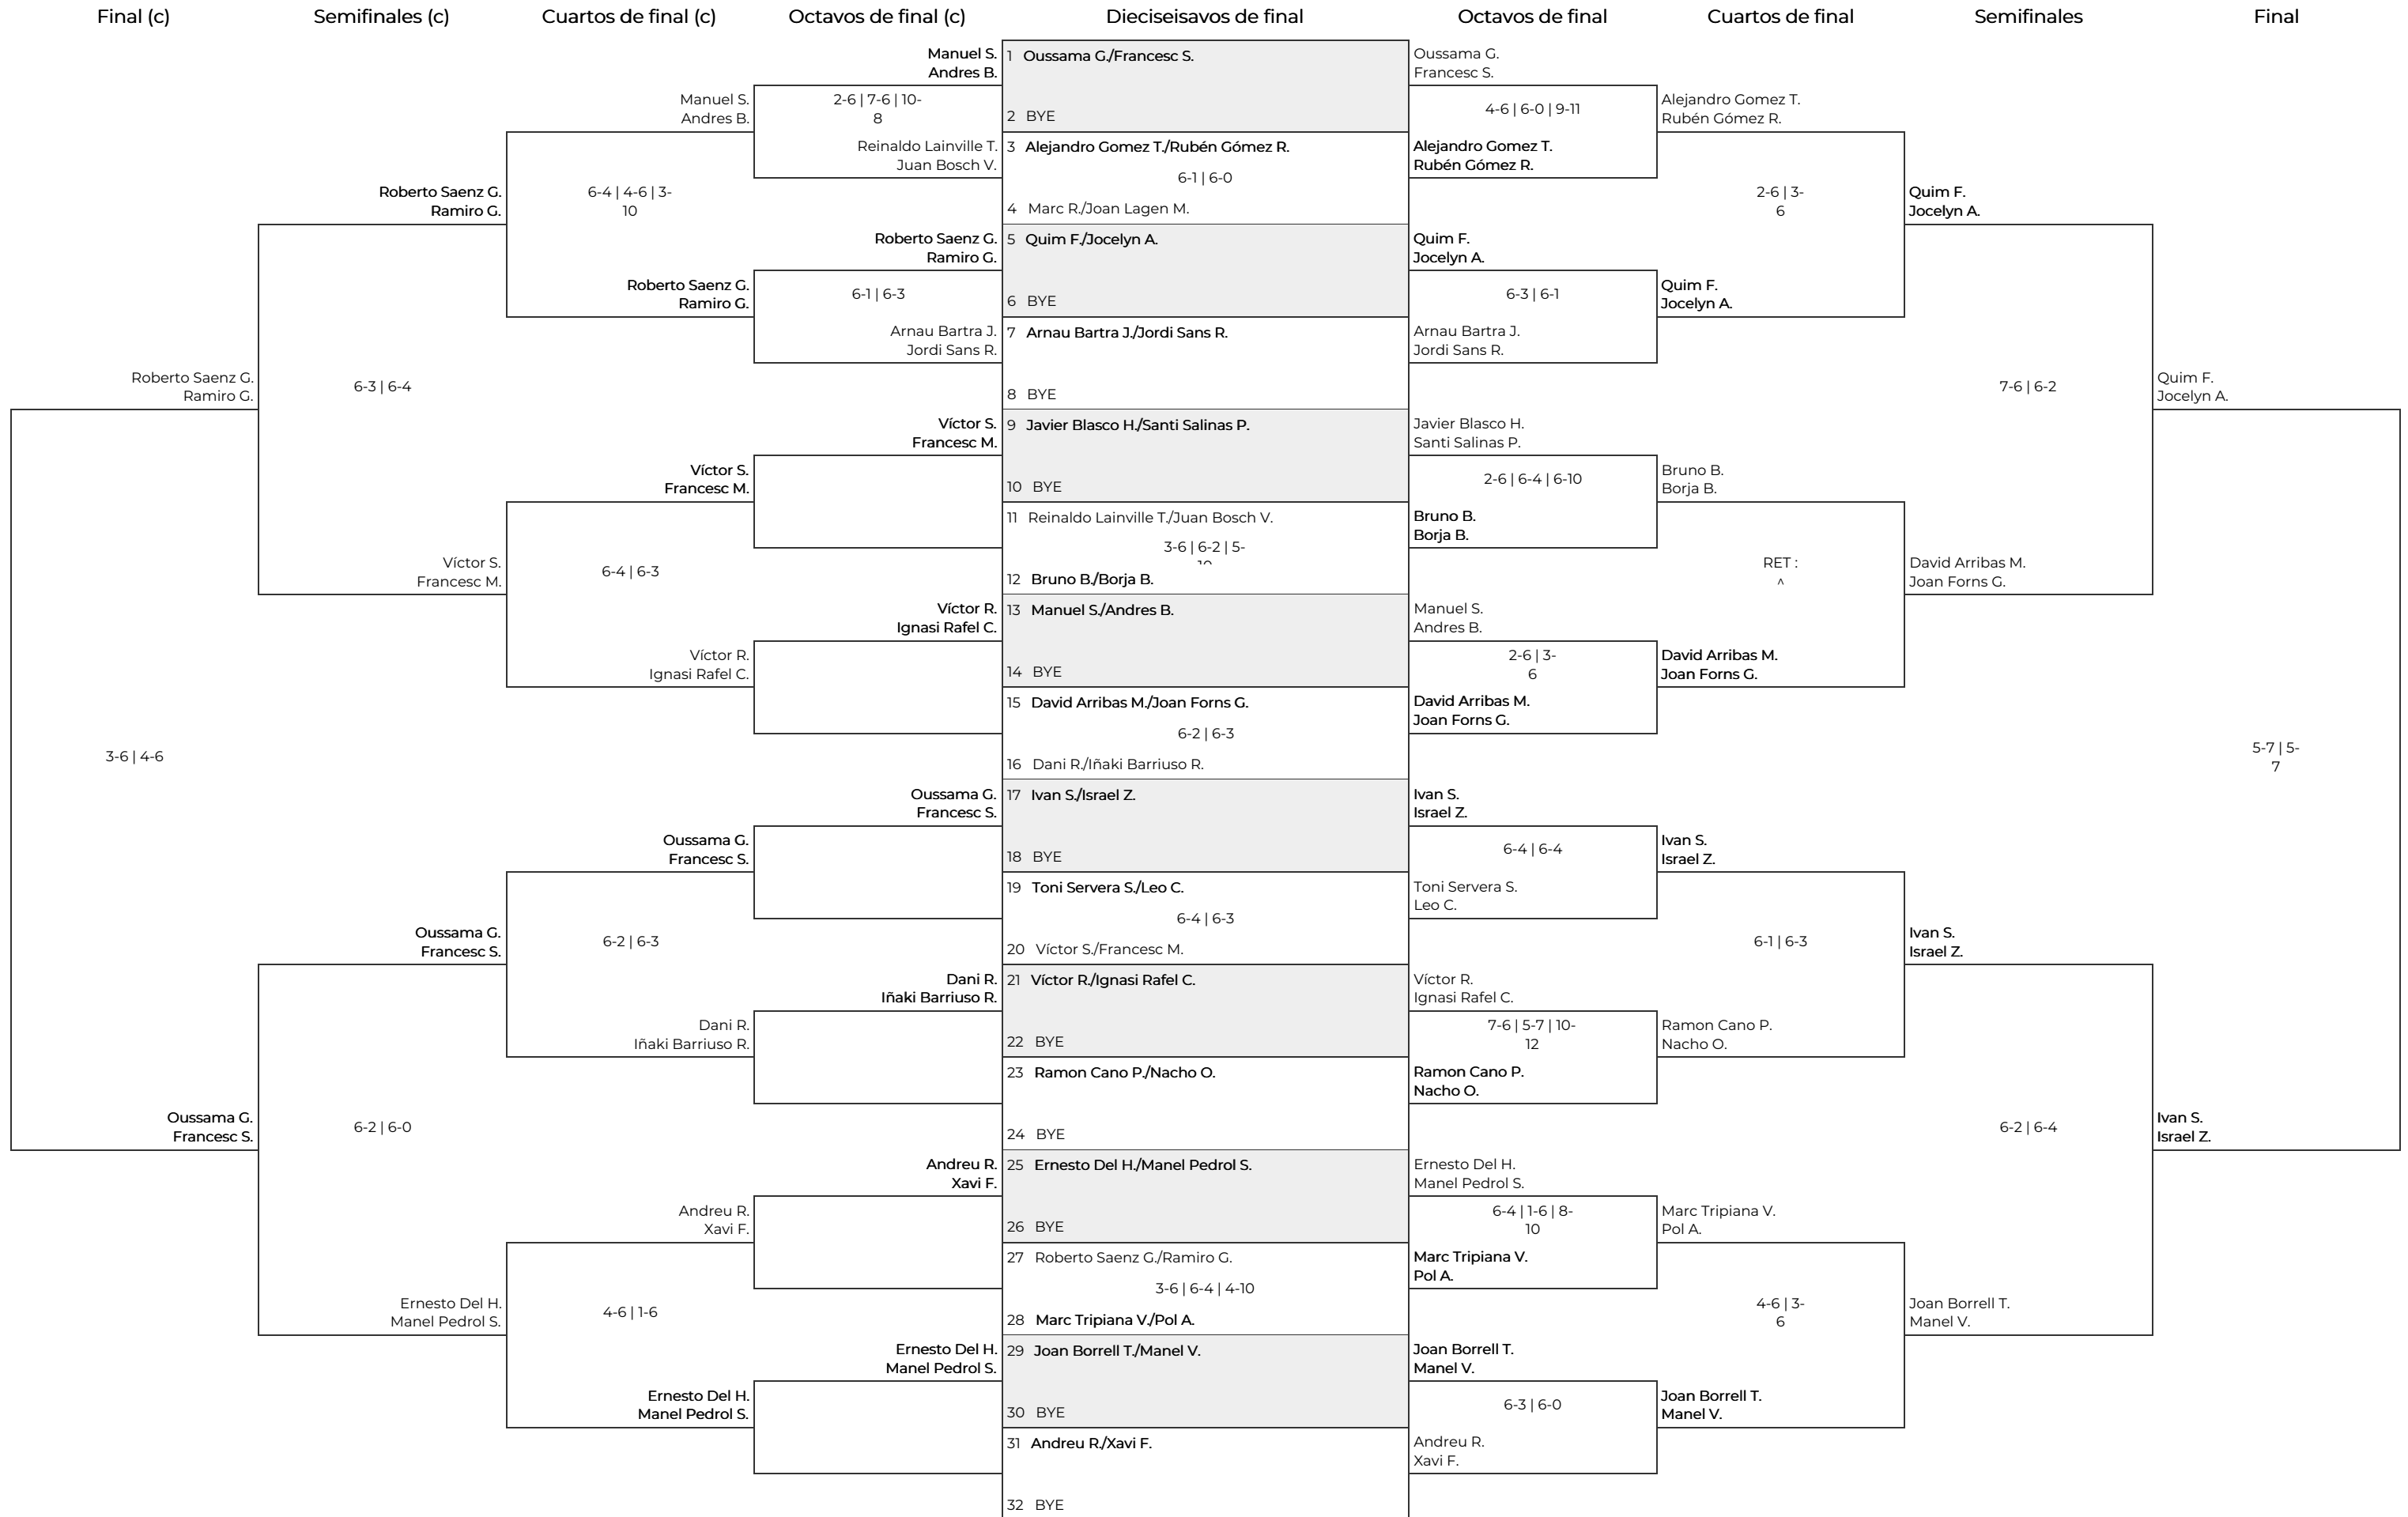 Final (c)
Semifinales (c)
Cuartos de final (c)
Octavos de final (c)
Dieciseisavos de final
Octavos de final
Cuartos de final
Semifinales
Final
Roberto Saenz G.
Ramiro G.
3-6 | 4-6
Oussama G.
Francesc S.
Roberto Saenz G.
Ramiro G.
6-3 | 6-4
Víctor S.
Francesc M.
Oussama G.
Francesc S.
6-2 | 6-0
Ernesto Del H.
Manel Pedrol S.
Manuel S.
Andres B.
6-4 | 4-6 | 3-
10
Roberto Saenz G.
Ramiro G.
Víctor S.
Francesc M.
6-4 | 6-3
Víctor R.
Ignasi Rafel C.
Oussama G.
Francesc S.
6-2 | 6-3
Dani R.
Iñaki Barriuso R.
Andreu R.
Xavi F.
4-6 | 1-6
Ernesto Del H.
Manel Pedrol S.
Manuel S.
Andres B.
2-6 | 7-6 | 10-
8
Reinaldo Lainville T.
Juan Bosch V.
Roberto Saenz G.
Ramiro G.
6-1 | 6-3
Arnau Bartra J.
Jordi Sans R.
Víctor S.
Francesc M.
Víctor R.
Ignasi Rafel C.
Oussama G.
Francesc S.
Dani R.
Iñaki Barriuso R.
Andreu R.
Xavi F.
Ernesto Del H.
Manel Pedrol S.
1 Oussama G./Francesc S.
2 BYE
3 Alejandro Gomez T./Rubén Gómez R.
6-1 | 6-0
4 Marc R./Joan Lagen M.
5 Quim F./Jocelyn A.
6 BYE
7 Arnau Bartra J./Jordi Sans R.
8 BYE
9 Javier Blasco H./Santi Salinas P.
10 BYE
11 Reinaldo Lainville T./Juan Bosch V.
3-6 | 6-2 | 5-
10
12 Bruno B./Borja B.
13 Manuel S./Andres B.
14 BYE
15 David Arribas M./Joan Forns G.
6-2 | 6-3
16 Dani R./Iñaki Barriuso R.
17 Ivan S./Israel Z.
18 BYE
19 Toni Servera S./Leo C.
6-4 | 6-3
20 Víctor S./Francesc M.
21 Víctor R./Ignasi Rafel C.
22 BYE
23 Ramon Cano P./Nacho O.
24 BYE
25 Ernesto Del H./Manel Pedrol S.
26 BYE
27 Roberto Saenz G./Ramiro G.
3-6 | 6-4 | 4-10
28 Marc Tripiana V./Pol A.
29 Joan Borrell T./Manel V.
30 BYE
31 Andreu R./Xavi F.
32 BYE
Oussama G.
Francesc S.
4-6 | 6-0 | 9-11
Alejandro Gomez T.
Rubén Gómez R.
Quim F.
Jocelyn A.
6-3 | 6-1
Arnau Bartra J.
Jordi Sans R.
Javier Blasco H.
Santi Salinas P.
2-6 | 6-4 | 6-10
Bruno B.
Borja B.
Manuel S.
Andres B.
2-6 | 3-
6
David Arribas M.
Joan Forns G.
Ivan S.
Israel Z.
6-4 | 6-4
Toni Servera S.
Leo C.
Víctor R.
Ignasi Rafel C.
7-6 | 5-7 | 10-
12
Ramon Cano P.
Nacho O.
Ernesto Del H.
Manel Pedrol S.
6-4 | 1-6 | 8-
10
Marc Tripiana V.
Pol A.
Joan Borrell T.
Manel V.
6-3 | 6-0
Andreu R.
Xavi F.
Alejandro Gomez T.
Rubén Gómez R.
2-6 | 3-
6
Quim F.
Jocelyn A.
Bruno B.
Borja B.
RET :
^
David Arribas M.
Joan Forns G.
Ivan S.
Israel Z.
6-1 | 6-3
Ramon Cano P.
Nacho O.
Marc Tripiana V.
Pol A.
4-6 | 3-
6
Joan Borrell T.
Manel V.
Quim F.
Jocelyn A.
7-6 | 6-2
David Arribas M.
Joan Forns G.
Ivan S.
Israel Z.
6-2 | 6-4
Joan Borrell T.
Manel V.
Quim F.
Jocelyn A.
5-7 | 5-
7
Ivan S.
Israel Z.